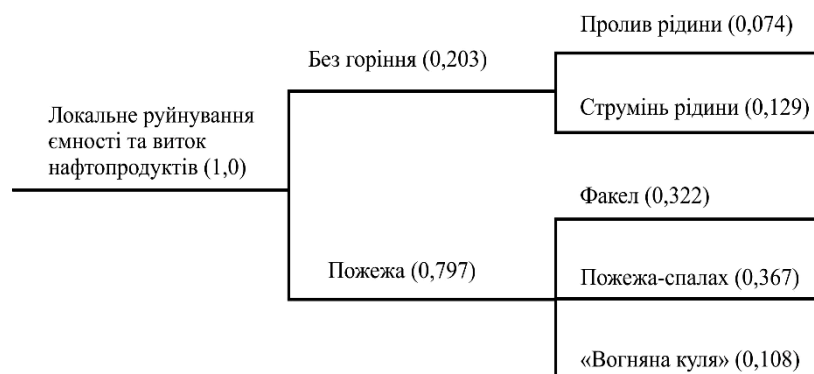 Пролив рідини (0,074)
Без горіння (0,203)
Струмінь рідини (0,129)
Локальне руйнування
ємності та виток
нафтопродуктів (1,0)
Факел (0,322)
Пожежа (0,797)
Пожежа-спалах (0,367)
«Вогняна куля» (0,108)